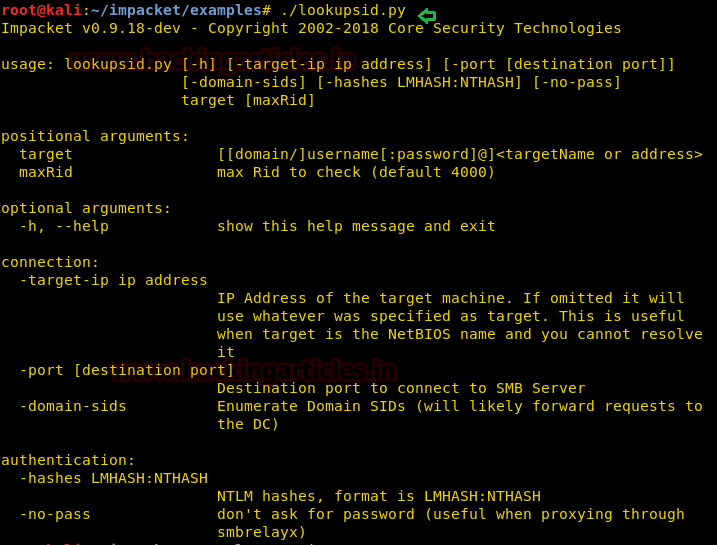 root@kali:~/impacket/examples# ./lookupsid.py
Impacket v0.9.18-dev - Copyright 2002-2018 Core Security Technologies
usage: lookupsid.py [-h] [-target-ip ip address] [-port [destination port]]
[-domain-sids] [-hashes LMHASH:NTHASH] [-no-pass]
target [maxRid]
positional arguments:
target [[domain/]username[:password]@]<targetName or address>
maxRid max Rid to check (default 4000)
optional arguments:
-h, --help show this help message and exit
connection:
-target-ip ip address
IP Address of the target machine. If omitted it will
use whatever was specified as target. This is useful
when target is the NetBIOS name and you cannot resolve
it
-port [destination port]
Destination port to connect to SMB Server
-domain-sids Enumerate Domain SIDs (will likely forward requests to
the DC)
authentication:
-hashes LMHASH:NTHASH
NTLM hashes, format is LMHASH:NTHASH
-no-pass don't ask for password (useful when proxying through
smbrelayx)
www.hackingarticles.in
www.hackingarticles.in